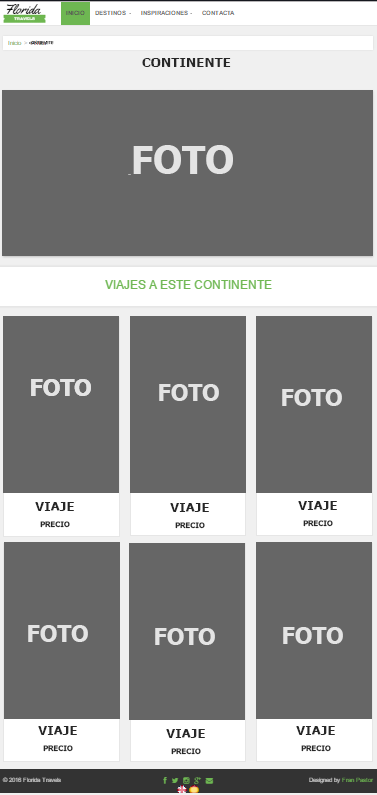 Florida
TRAVELS
INICIO DESTINOS INSPIRACIONES CONTACTA
Inicio >
CONTINENTE
FOTO
VIAJES A ESTE CONTINENTE
FOTO FOTO FOTO
VIAJE VIAJE VIAJE
PRECIO PRECIO PRECIO
FOTO FOTO FOTO
VIAJE VIAJE VIAJE
PRECIO PRECIO PRECIO
© 2016 Florida Travels Designed by Fran Pastor